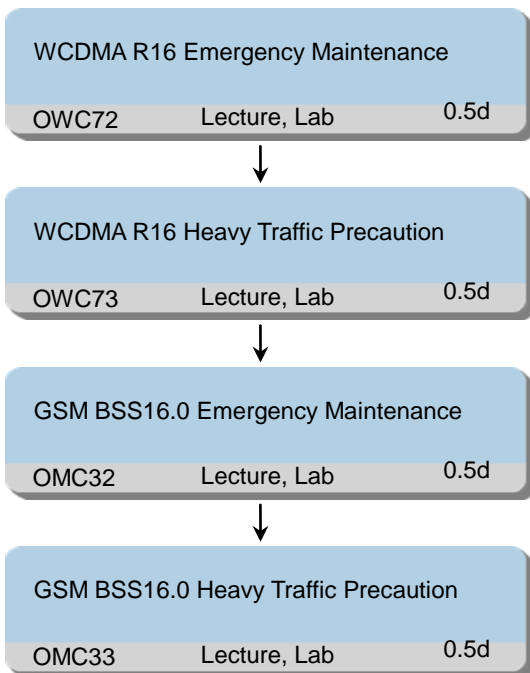 WCDMA R16 Emergency Maintenance
OWC72 Lecture, Lab 0.5d
WCDMA R16 Heavy Traffic Precaution
OWC73 Lecture, Lab 0.5d
GSM BSS16.0 Emergency Maintenance
OMC32 Lecture, Lab 0.5d
GSM BSS16.0 Heavy Traffic Precaution
OMC33 Lecture, Lab 0.5d